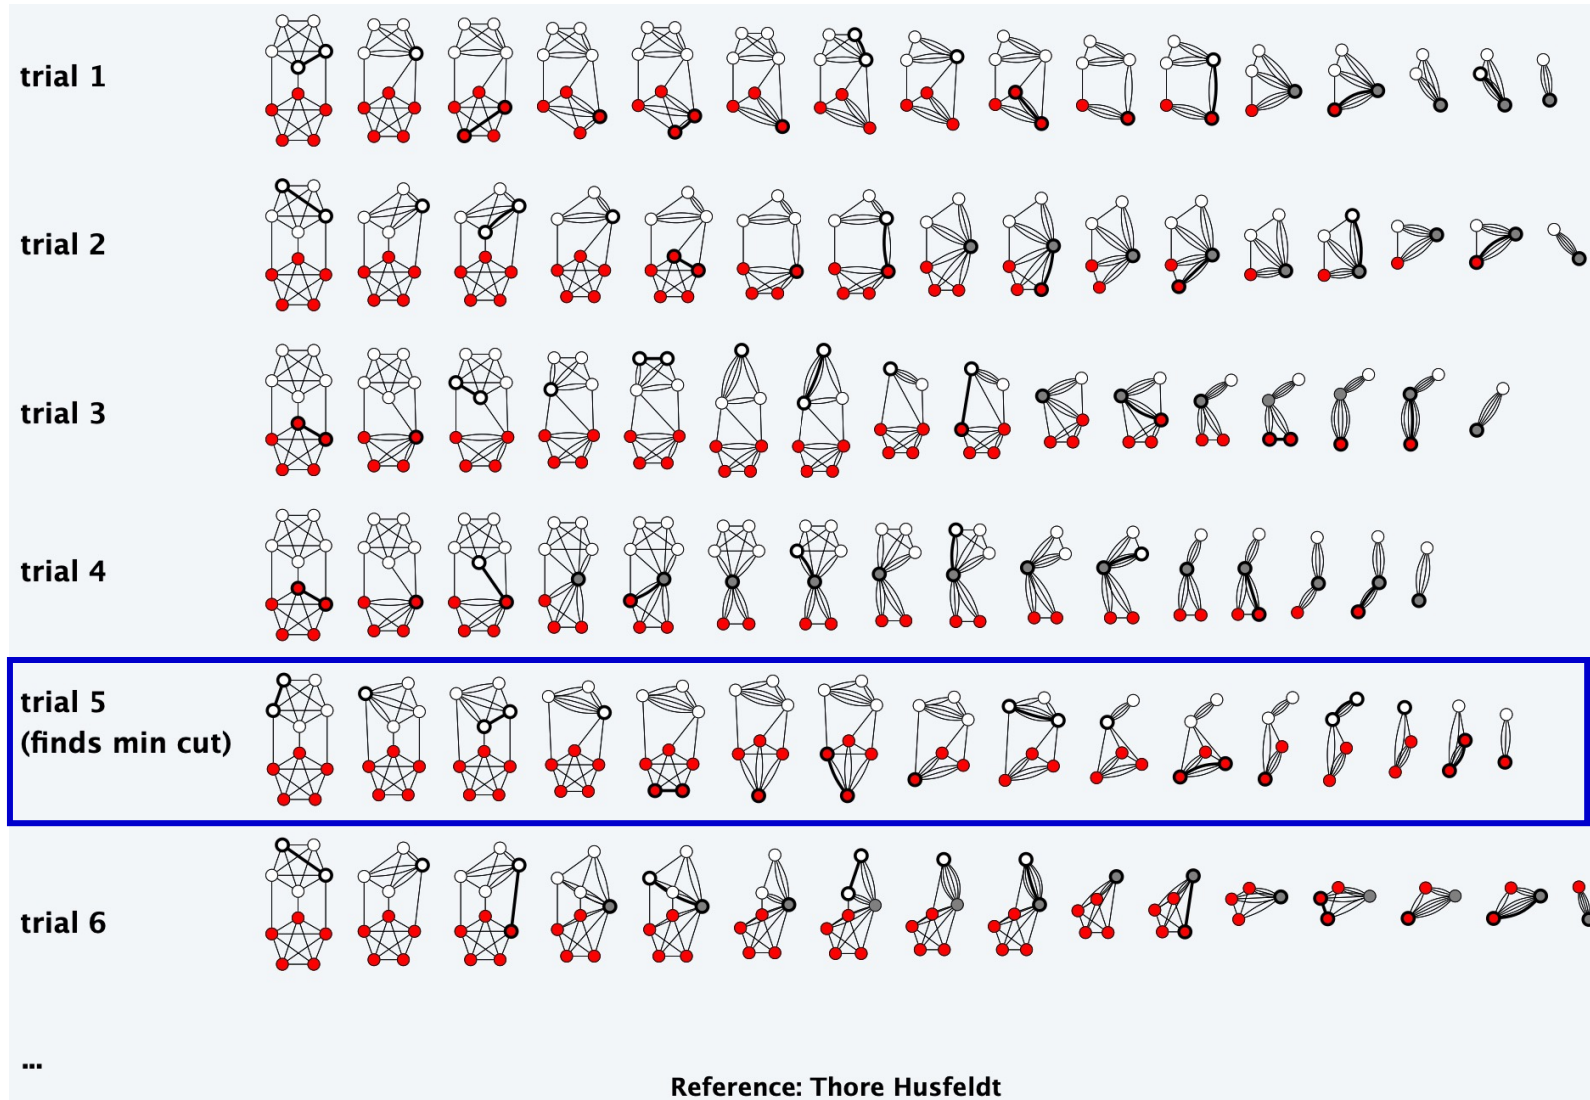 trial 1
trial 2
trial 3
trial 4
trial 5
(finds min cut)
trial 6
...
Reference: Thore Husfeldt